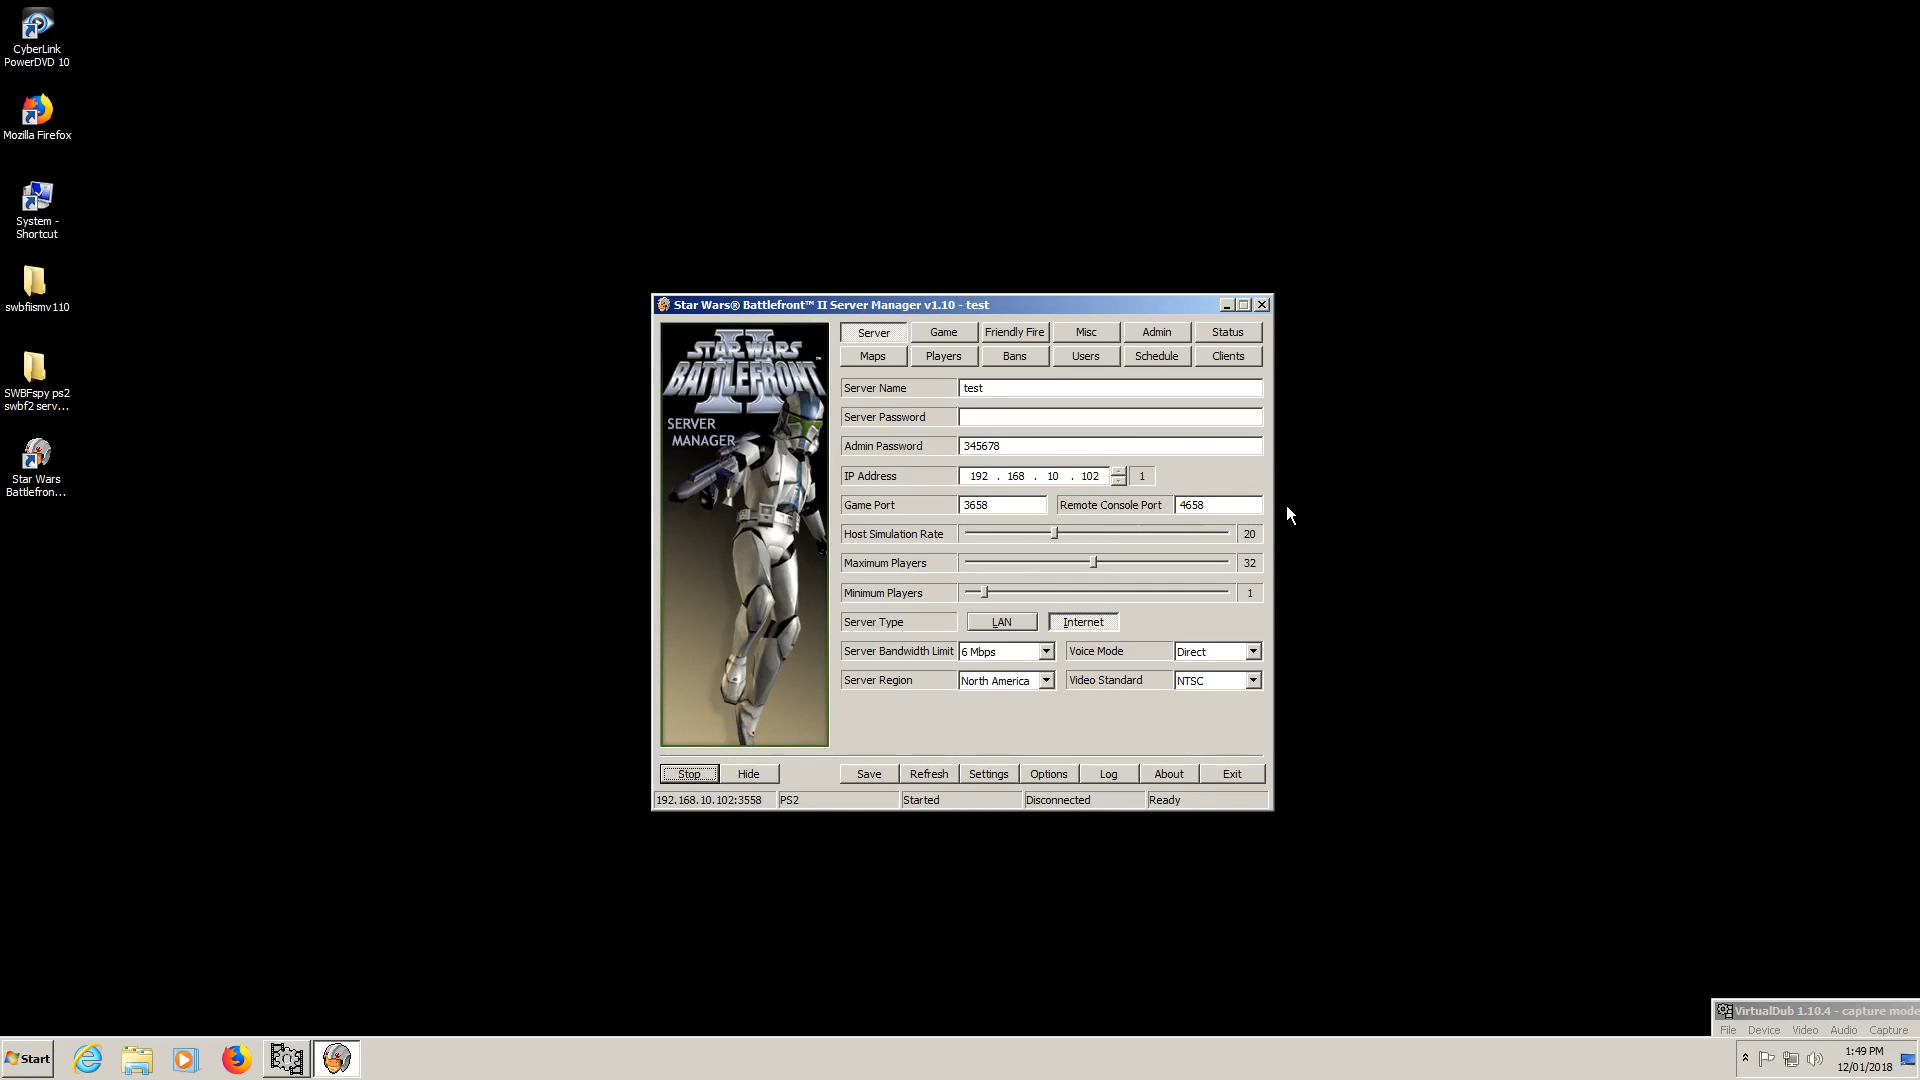 CyberLink
PowerDVD 10
Mozilla Firefox
System -
Shortcut
swbfiismv110
SWBFspy ps2
swbf2 serv...
Star Wars
Battlefron...
Star Wars® Battlefront™ II Server Manager v1.10 - test
STAR WARS
BATTLEFRONT™
II
SERVER
MANAGER
Server
Game
Friendly Fire
Misc
Admin
Status
Maps
Players
Bans
Users
Schedule
Clients
Server Name test
Server Password
Admin Password 345678
IP Address 192 . 168 . 10 . 102 1
Game Port 3658 Remote Console Port 4658
Host Simulation Rate 20
Maximum Players 32
Minimum Players 1
Server Type LAN Internet
Server Bandwidth Limit 6 Mbps Voice Mode Direct
Server Region North America Video Standard NTSC
Stop Hide Save Refresh Settings Options Log About Exit
192.168.10.102:3558 PS2 Started Disconnected Ready
VirtualDub 1.10.4 - capture mode
File Device Video Audio Capture
Start
1:49 PM
12/01/2018